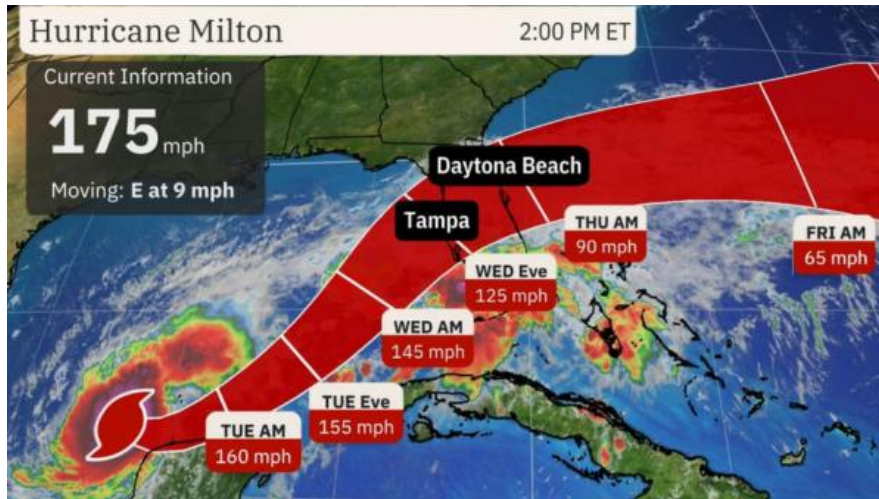 Hurricane Milton
2:00 PM ET
Current Information
175 mph
Moving: E at 9 mph
Daytona Beach
Tampa
THU AM
90 mph
FRI AM
65 mph
WED Eve
125 mph
WED AM
145 mph
TUE Eve
155 mph
TUE AM
160 mph